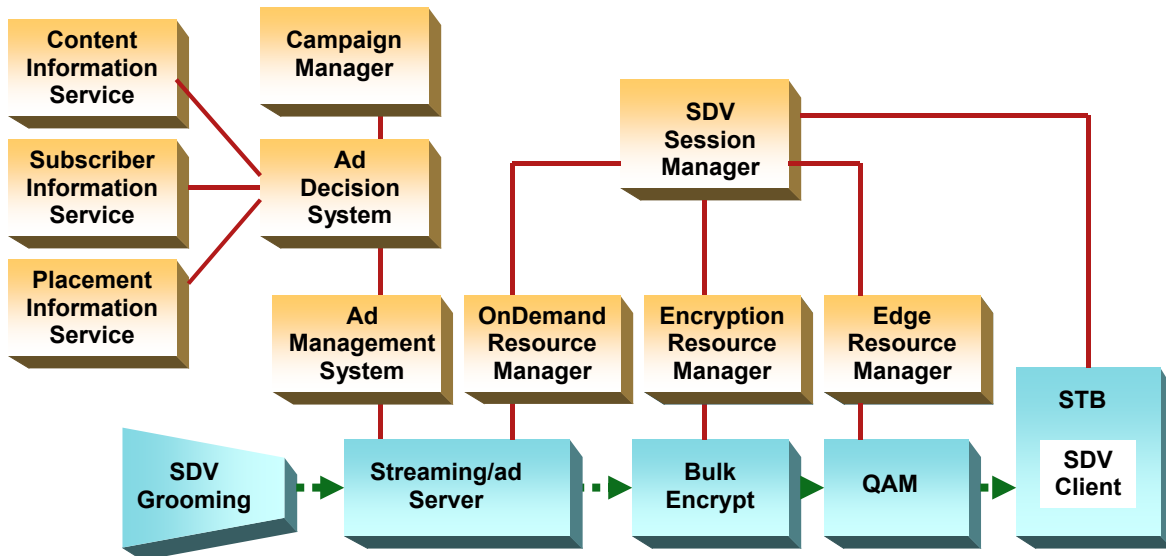 Content
Information
Service
Campaign
Manager
SDV
Session
Manager
Subscriber
Information
Service
Ad
Decision
System
Placement
Information
Service
Ad
Management
System
OnDemand
Resource
Manager
Encryption
Resource
Manager
Edge
Resource
Manager
STB
SDV
Client
SDV
Grooming
Streaming/ad
Server
Bulk
Encrypt
QAM